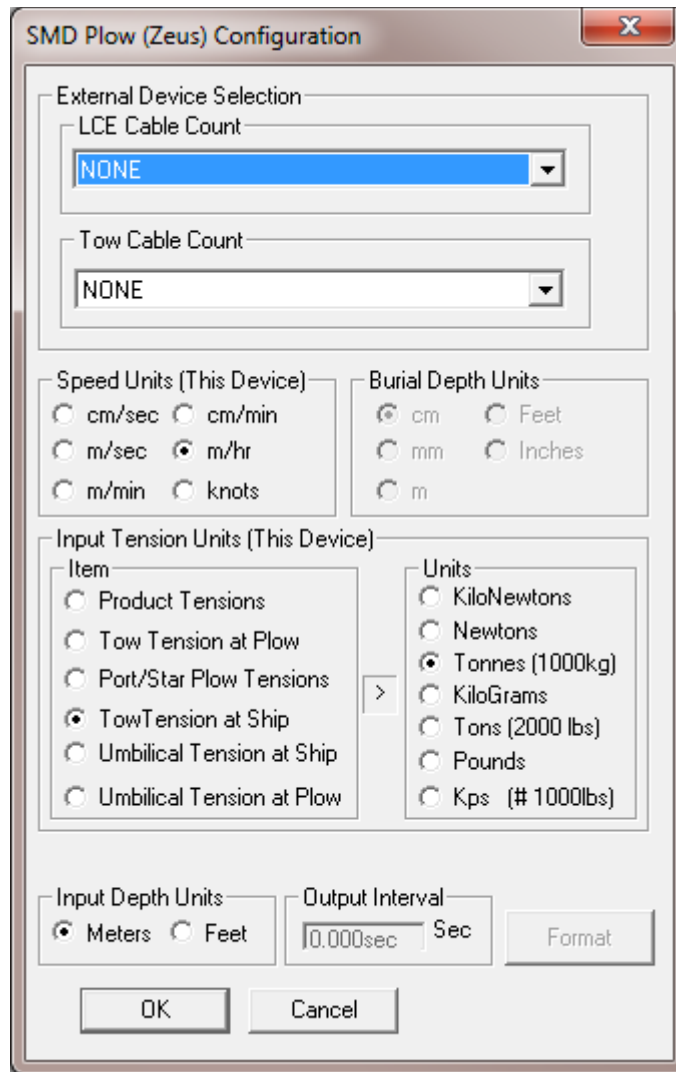 SMD Plow (Zeus) Configuration
x
External Device Selection
LCE Cable Count
NONE
Tow Cable Count
NONE
Speed Units (This Device)
cm/sec cm/min
m/sec m/hr
m/min knots
Burial Depth Units
cm Feet
mm Inches
m
Input Tension Units (This Device)
Item
Product Tensions
Tow Tension at Plow
Port/Star Plow Tensions
TowTension at Ship
Umbilical Tension at Ship
Umbilical Tension at Plow
>
Units
KiloNewtons
Newtons
Tonnes (1000kg)
KiloGrams
Tons (2000 lbs)
Pounds
Kps (# 1000lbs)
Input Depth Units
Meters Feet
Output Interval
0.000sec Sec
Format
OK Cancel